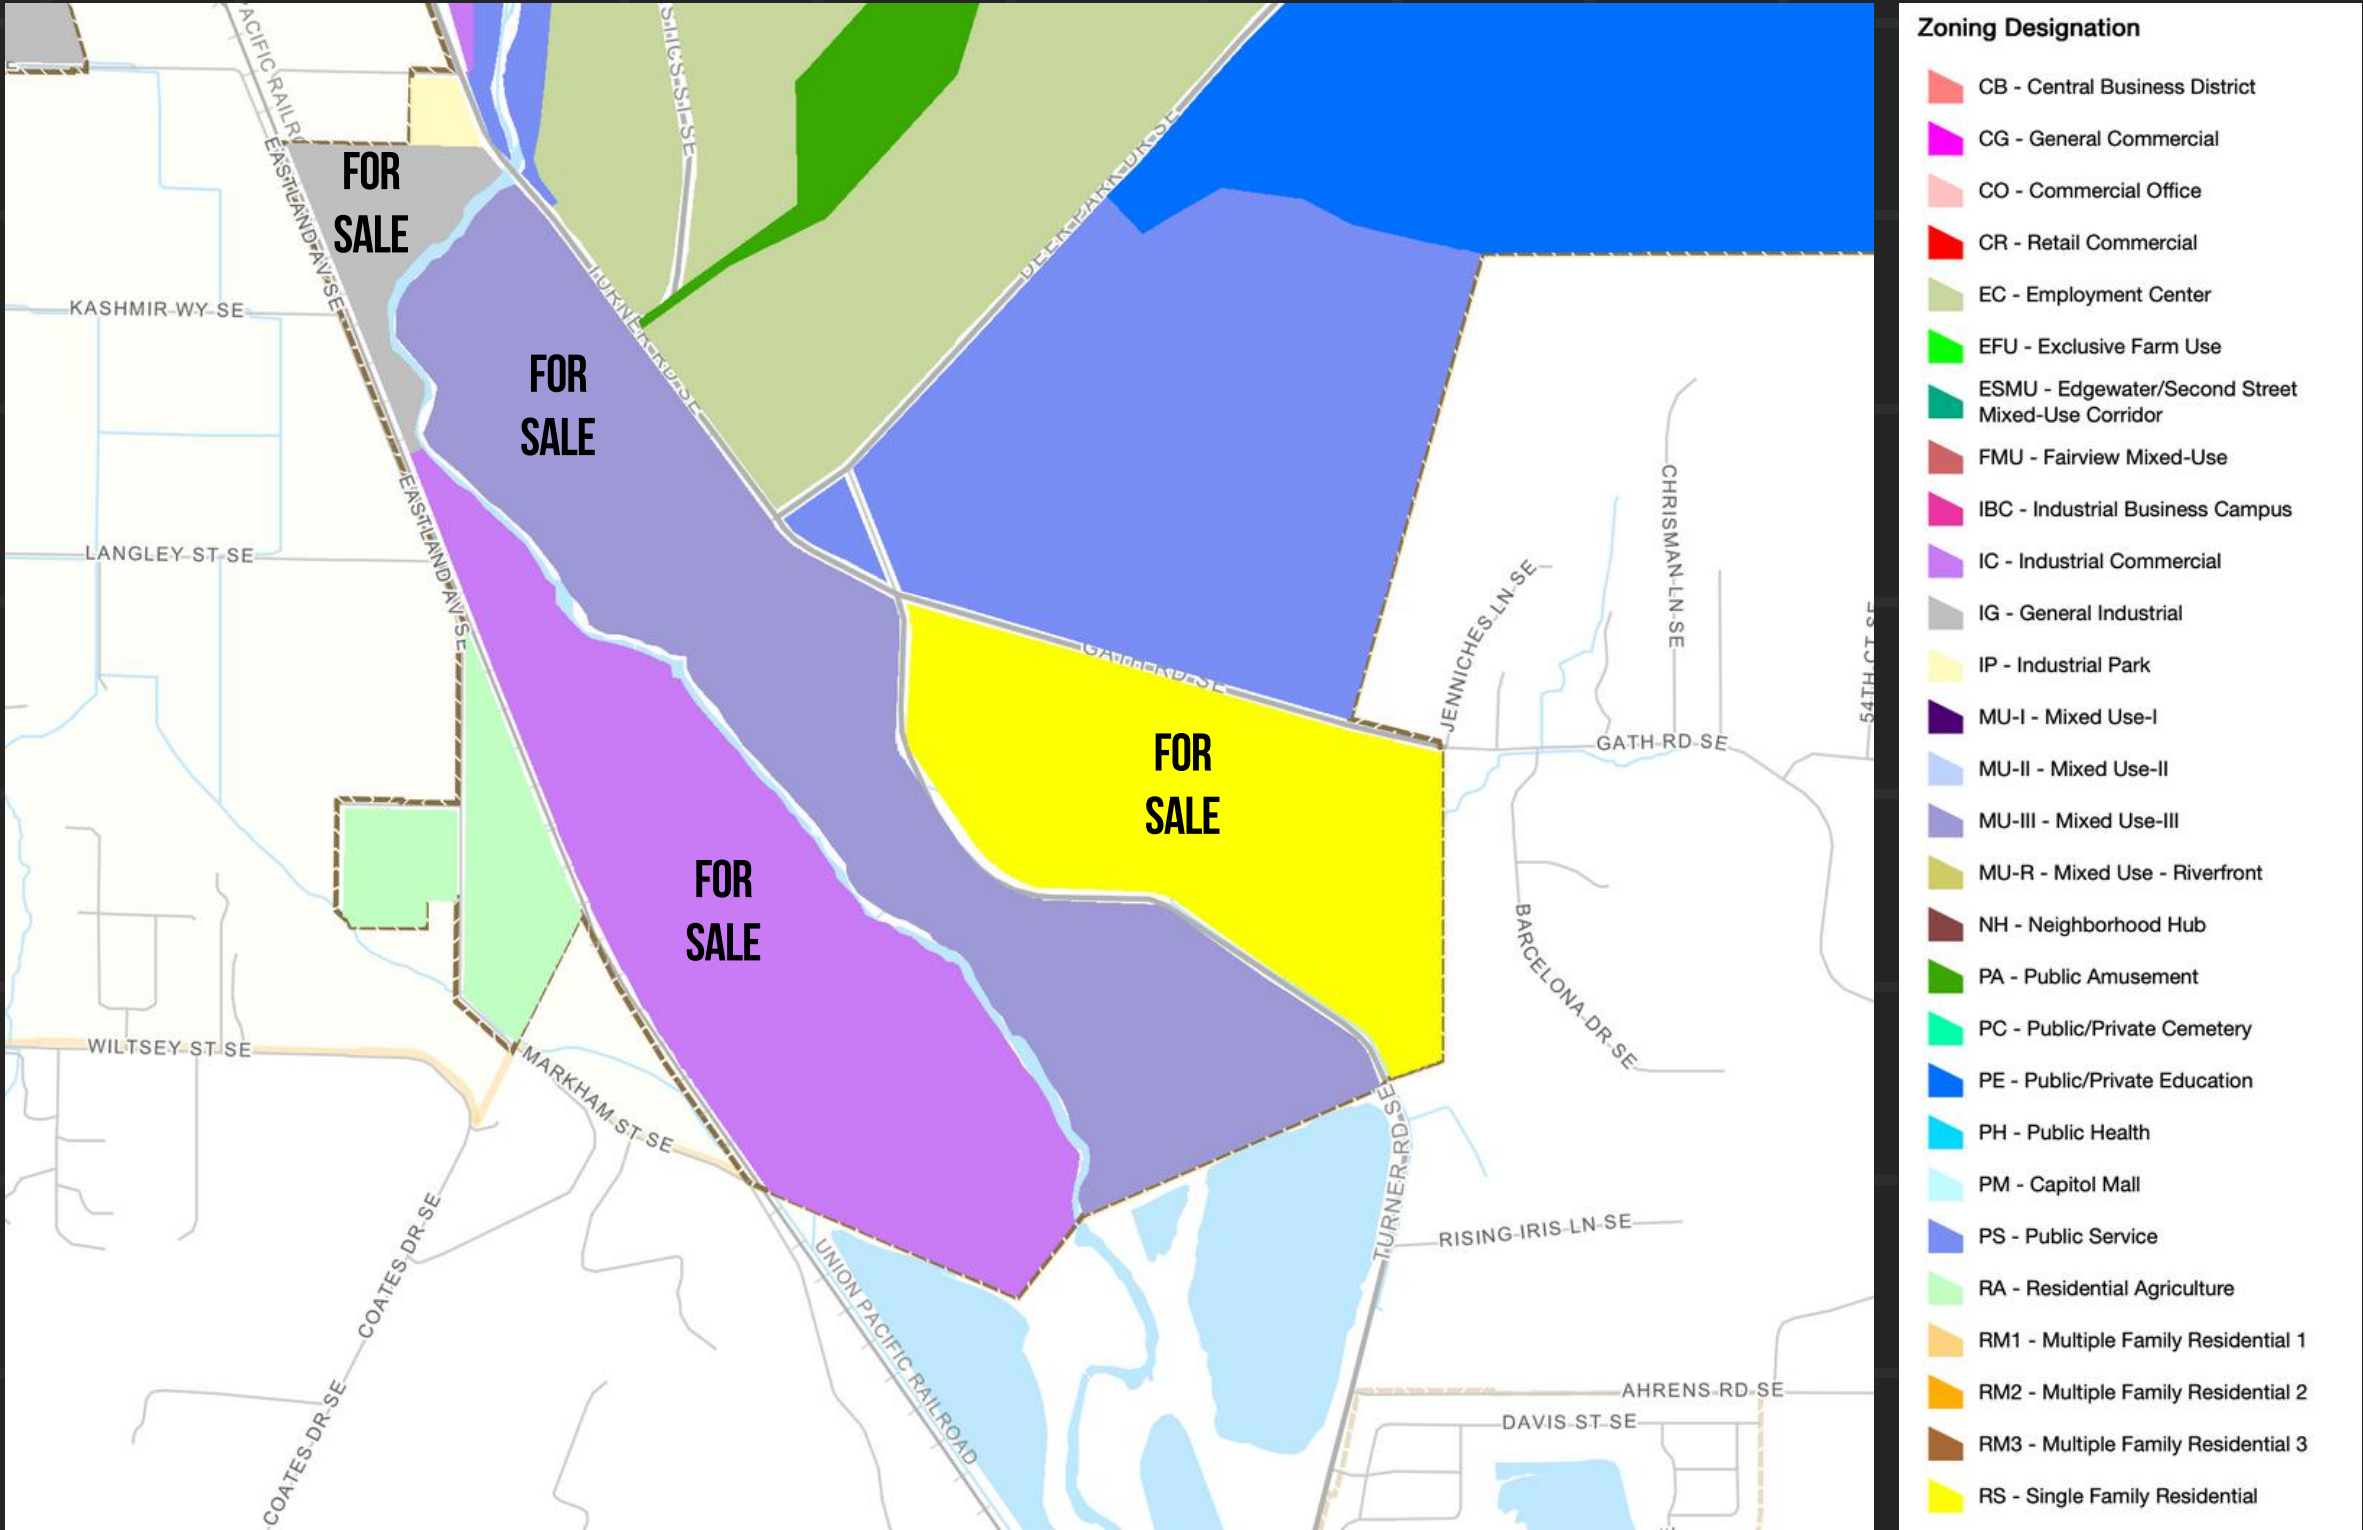 PACIFIC RAILRO
S
SLICS-ST-SE
DEER PARK DR SE
EASTLAND AV SE
FOR
SALE
TURNER RD SE
KASHMIR WY SE
FOR
SALE
EASTLAND AV SE
LANGLEY ST SE
GATH RD SE
JENNICHES LN SE
CHRISMAN LN SE
54TH CT SE
GATH RD SE
FOR
SALE
FOR
SALE
BARCELONA DR SE
WILTSEY ST SE
MARKHAM ST SE
TURNER RD SE
RISING IRIS LN SE
COATES DR SE
UNION PACIFIC RAILROAD
COATES DR SE
AHRENS RD SE
DAVIS ST SE
Zoning Designation
CB - Central Business District
CG - General Commercial
CO - Commercial Office
CR - Retail Commercial
EC - Employment Center
EFU - Exclusive Farm Use
ESMU - Edgewater/Second Street
Mixed-Use Corridor
FMU - Fairview Mixed-Use
IBC - Industrial Business Campus
IC - Industrial Commercial
IG - General Industrial
IP - Industrial Park
MU-I - Mixed Use-I
MU-II - Mixed Use-II
MU-III - Mixed Use-III
MU-R - Mixed Use - Riverfront
NH - Neighborhood Hub
PA - Public Amusement
PC - Public/Private Cemetery
PE - Public/Private Education
PH - Public Health
PM - Capitol Mall
PS - Public Service
RA - Residential Agriculture
RM1 - Multiple Family Residential 1
RM2 - Multiple Family Residential 2
RM3 - Multiple Family Residential 3
RS - Single Family Residential